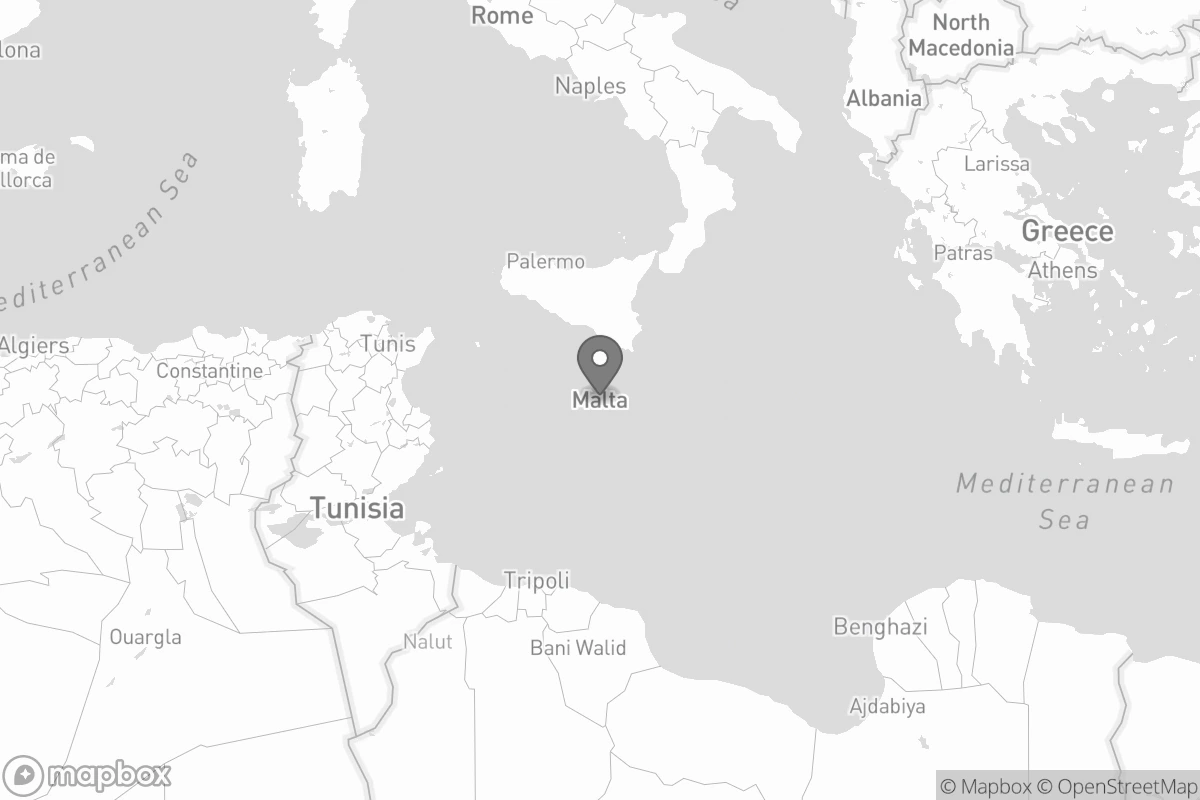 Rome
North
Macedonia
lona
Naples
Albania
ma de
llorca
Larissa
editerranean Sea
Greece
Patras
Athens
Palermo
Algiers
Tunis
Constantine
Malta
Mediterranean
Sea
Tunisia
Tripoli
Ouargla
Nalut
Bani Walid
Benghazi
Ajdabiya
mapbox
© Mapbox © OpenStreetMap